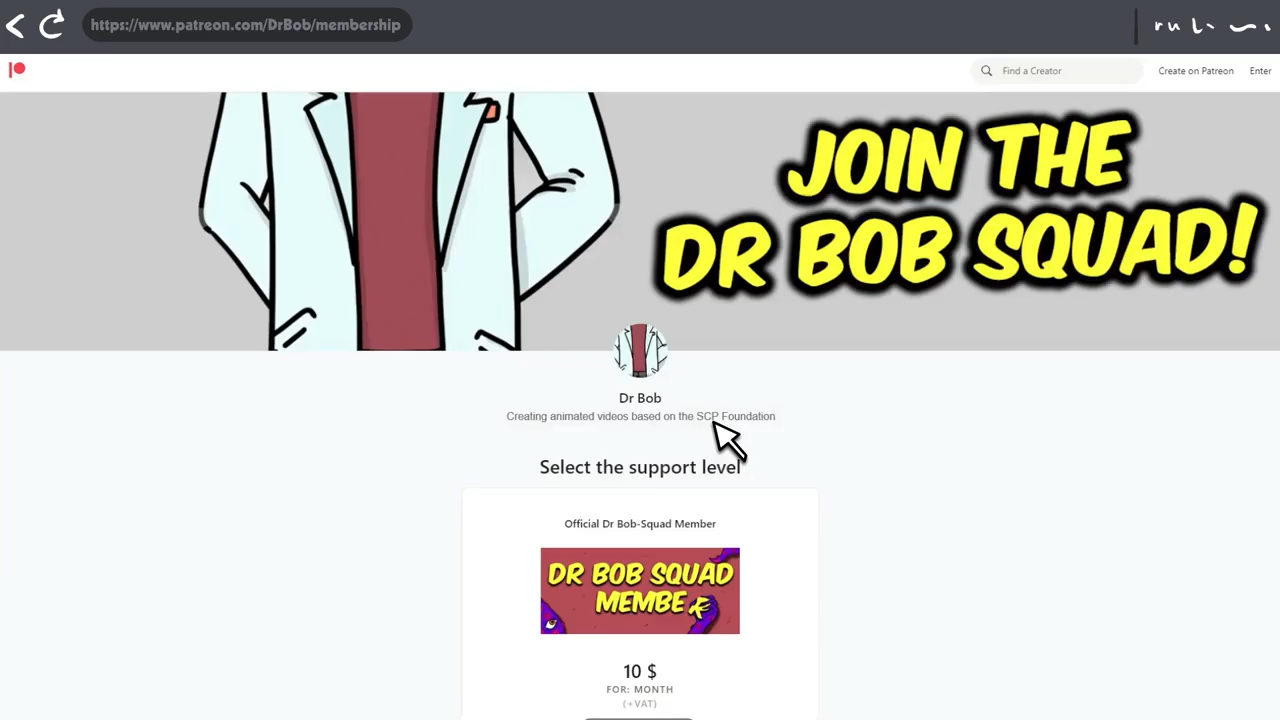 https://www.patreon.com/DrBob/membership
Find a Creator
Create on Patreon
Enter
JOIN THE
DR BOB SQUAD!
Dr Bob
Creating animated videos based on the SCP Foundation
Select the support level
Official Dr Bob-Squad Member
DR BOB SQUAD
MEMBER
10 $
FOR: MONTH
(+VAT)